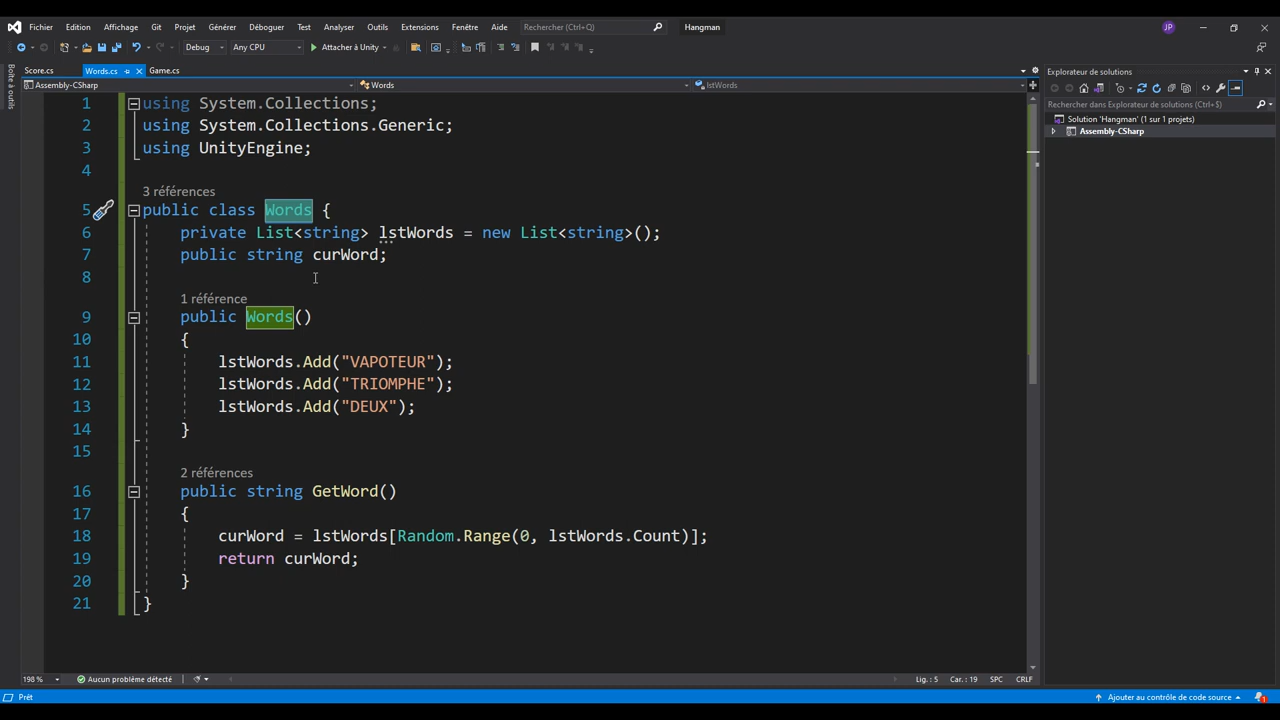 Fichier Edition Affichage Git Projet Générer Déboguer Test Analyser Outils Extensions Fenêtre Aide Rechercher (Ctrl+Q) Hangman JP
Debug Any CPU Attacher à Unity
Boîte à outils
Score.cs Words.cs Game.cs
Assembly-CSharp Words lstWords
1 using System.Collections;
2 using System.Collections.Generic;
3 using UnityEngine;
4
3 références
5 public class Words {
6 private List<string> lstWords = new List<string>();
7 public string curWord;
8
1 référence
9 public Words()
10 {
11 lstWords.Add("VAPOTEUR");
12 lstWords.Add("TRIOMPHE");
13 lstWords.Add("DEUX");
14 }
15
2 références
16 public string GetWord()
17 {
18 curWord = lstWords[Random.Range(0, lstWords.Count)];
19 return curWord;
20 }
21 }
198 % Aucun problème détecté Lig. : 5 Car. : 19 SPC CRLF
Prêt Ajouter au contrôle de code source 1
Explorateur de solutions
Rechercher dans Explorateur de solutions (Ctrl+$)
Solution 'Hangman' (1 sur 1 projets)
Assembly-CSharp